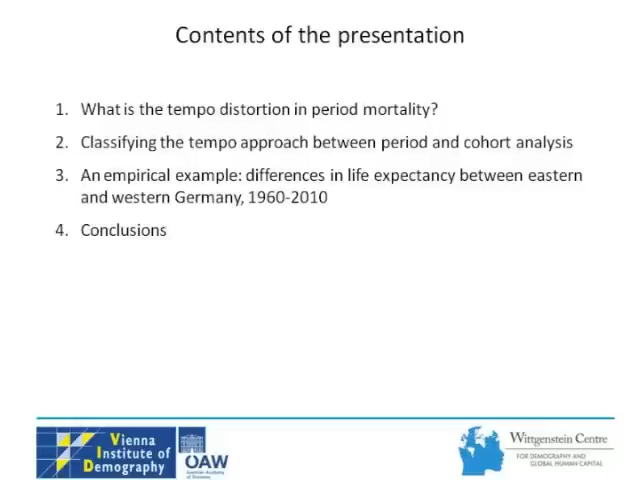 Contents of the presentation
1. What is the tempo distortion in period mortality?
2. Classifying the tempo approach between period and cohort analysis
3. An empirical example: differences in life expectancy between eastern
and western Germany, 1960-2010
4. Conclusions
Vienna
Institute of
Demography
ÖAW
Wittgenstein Centre
FOR DEMOGRAPHY AND
GLOBAL HUMAN CAPITAL